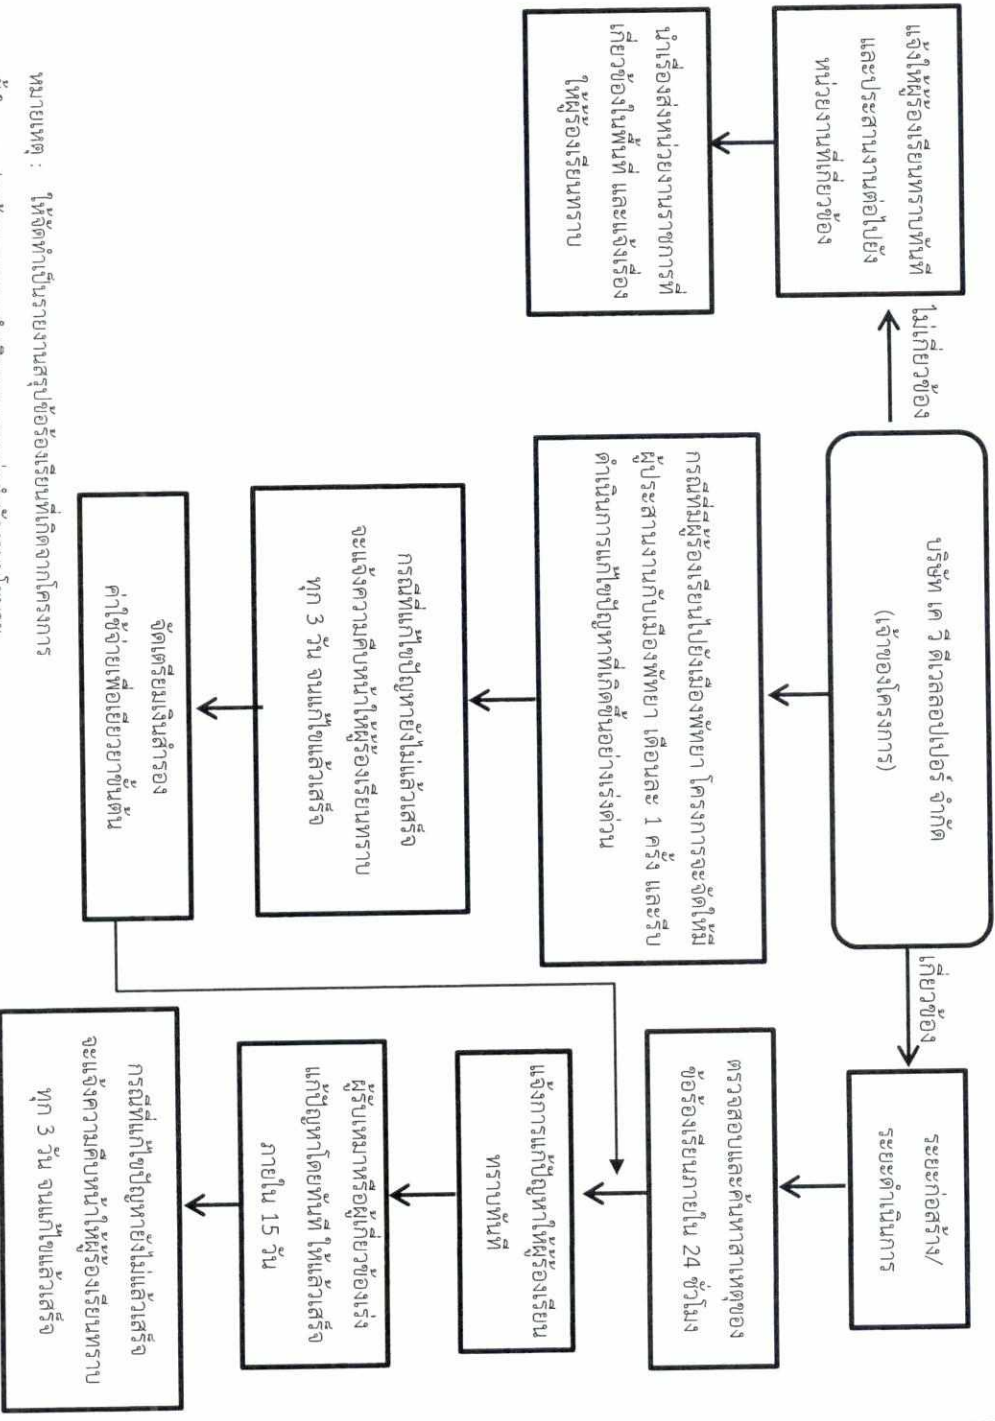 บริษัท เค วี ดีเวลลอปเปอร์ จำกัด
(เจ้าของโครงการ)
ไม่เกี่ยวข้อง
เกี่ยวข้อง
แจ้งให้ผู้ร้องเรียนทราบทันที
และประสานงานต่อไปยัง
หน่วยงานที่เกี่ยวข้อง
นำเรื่องส่งหน่วยงานราชการที่
เกี่ยวข้องในพื้นที่ และแจ้งเรื่อง
ให้ผู้ร้องเรียนทราบ
กรณีที่มีผู้ร้องเรียนไปยังเมืองพัทยา โครงการจะจัดให้มี
ผู้ประสานงานกับเมืองพัทยา เดือนละ 1 ครั้ง และรีบ
ดำเนินการแก้ไขปัญหาที่เกิดขึ้นอย่างเร่งด่วน
กรณีที่แก้ไขปัญหายังไม่แล้วเสร็จ
จะแจ้งความคืบหน้าให้ผู้ร้องเรียนทราบ
ทุก 3 วัน จนแก้ไขแล้วเสร็จ
จัดเตรียมเงินสำรอง
ค่าใช้จ่ายเพื่อเยียวยาขั้นต้น
ระยะก่อสร้าง/
ระยะดำเนินการ
ตรวจสอบและค้นหาสาเหตุของ
ข้อร้องเรียนภายใน 24 ชั่วโมง
แจ้งการแก้ปัญหาให้ผู้ร้องเรียน
ทราบทันที
ผู้รับเหมาหรือผู้เกี่ยวข้องเร่ง
แก้ปัญหาโดยทันที ให้แล้วเสร็จ
ภายใน 15 วัน
กรณีที่แก้ไขปัญหายังไม่แล้วเสร็จ
จะแจ้งความคืบหน้าให้ผู้ร้องเรียนทราบ
ทุก 3 วัน จนแก้ไขแล้วเสร็จ
หมายเหตุ : ให้จัดทำเป็นรายงานสรุปข้อร้องเรียนที่เกิดจากโครงการ